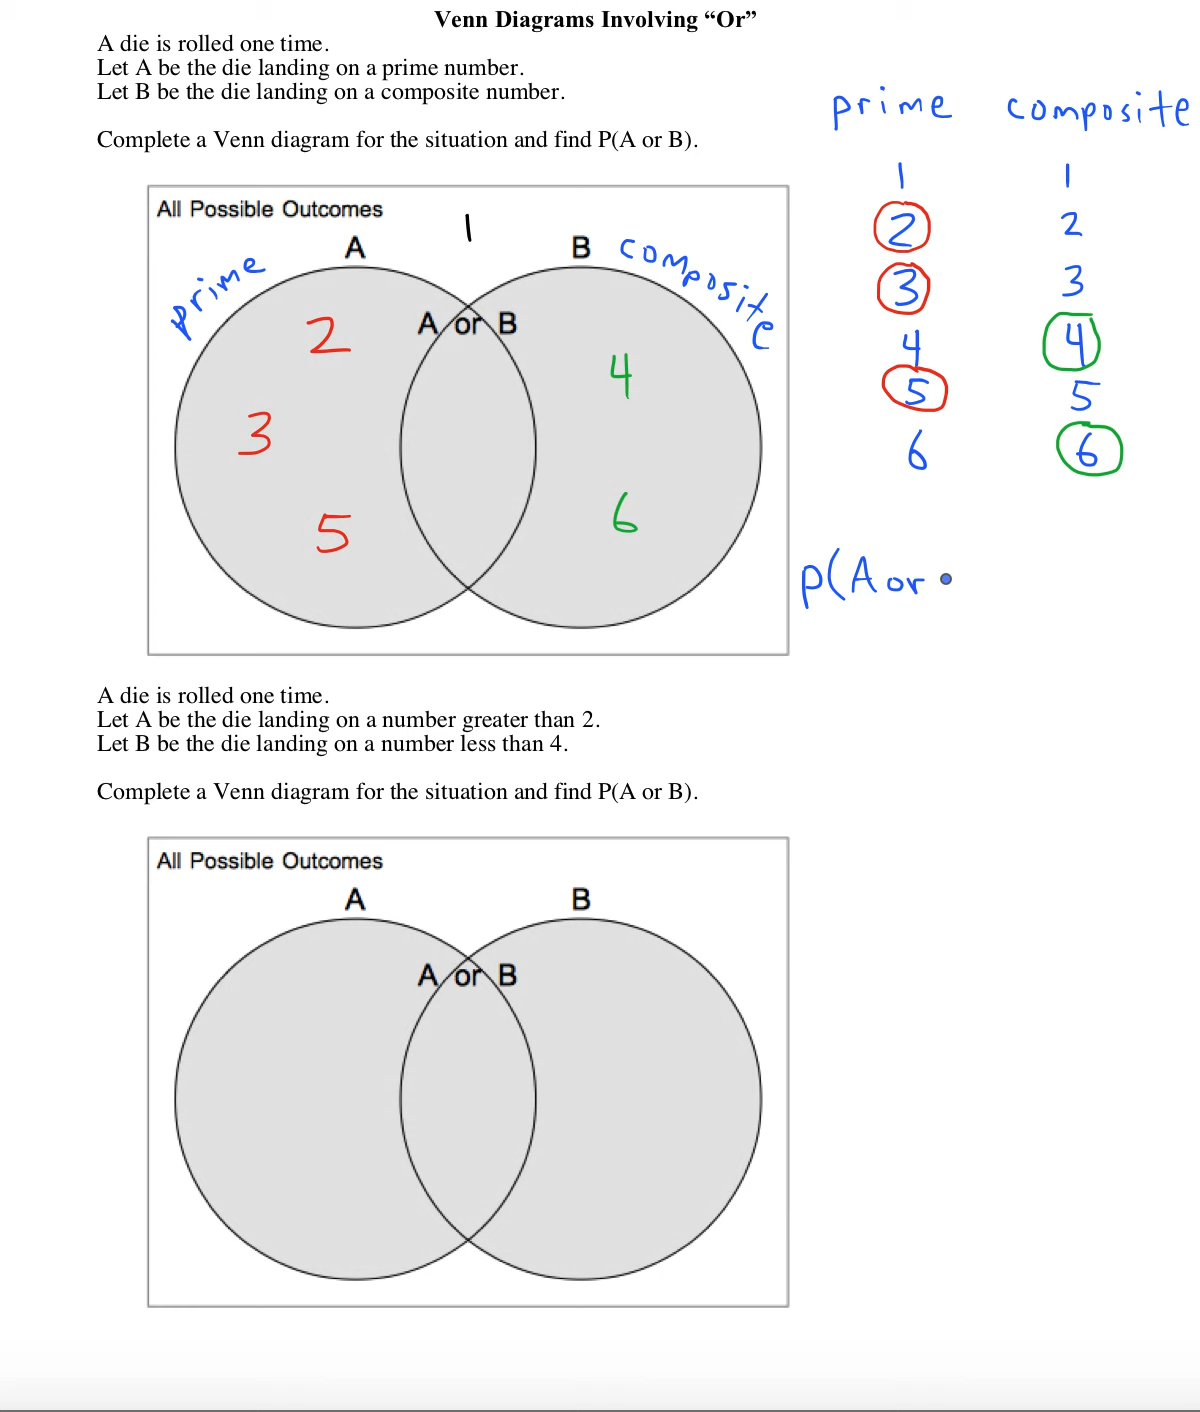 Venn Diagrams Involving “Or”
A die is rolled one time.
Let A be the die landing on a prime number.
Let B be the die landing on a composite number.
Complete a Venn diagram for the situation and find P(A or B).
prime composite
1 1
2 2
3 3
4 4
5 5
6 6
All Possible Outcomes
1
A B
prime composite
A or B
2
4
3
5
6
P(A or
A die is rolled one time.
Let A be the die landing on a number greater than 2.
Let B be the die landing on a number less than 4.
Complete a Venn diagram for the situation and find P(A or B).
All Possible Outcomes
A B
A or B